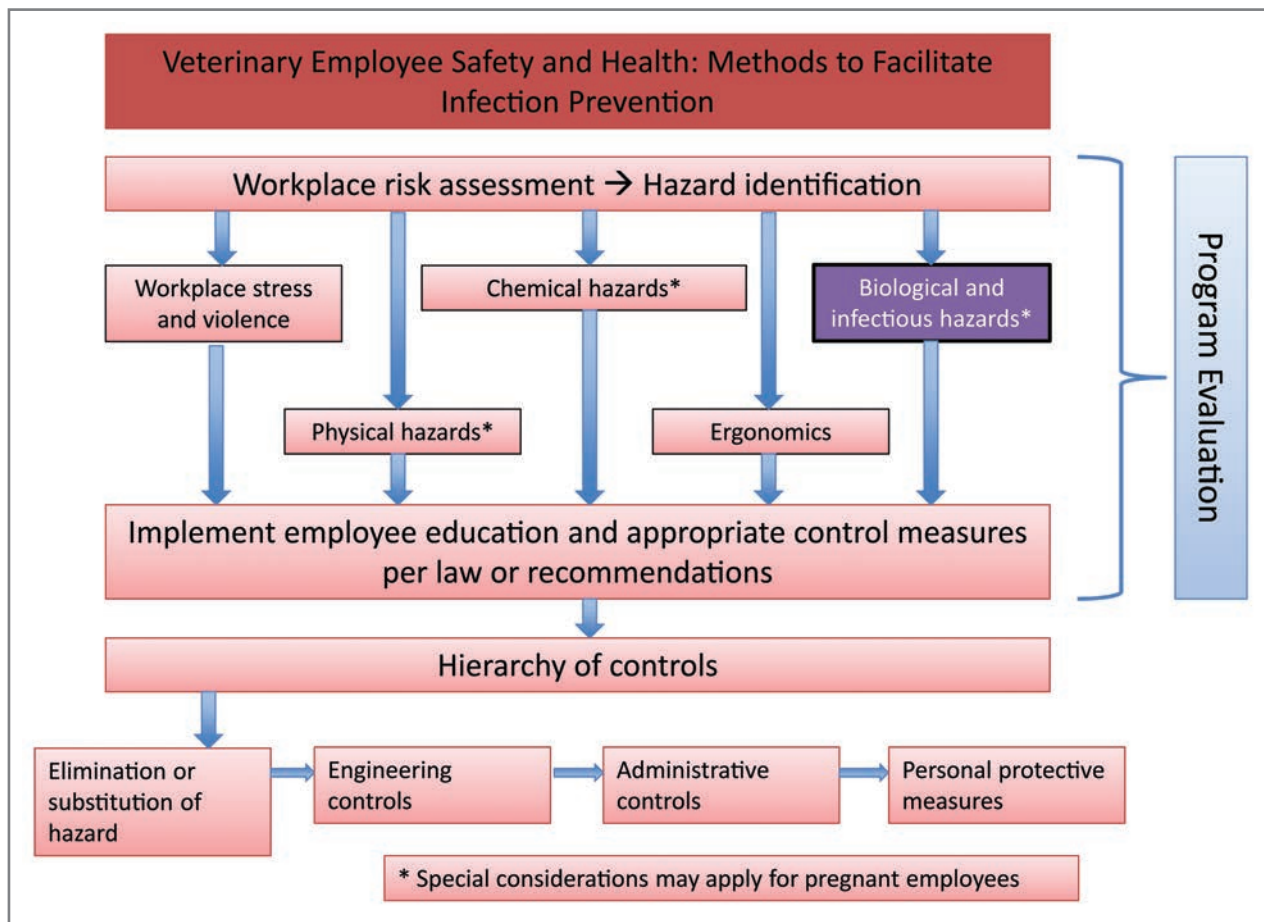 Veterinary Employee Safety and Health: Methods to Facilitate
Infection Prevention
Workplace risk assessment → Hazard identification
Workplace stress
and violence
Chemical hazards*
Biological and
infectious hazards*
Physical hazards*
Ergonomics
Implement employee education and appropriate control measures
per law or recommendations
Program Evaluation
Hierarchy of controls
Elimination or
substitution of
hazard
Engineering
controls
Administrative
controls
Personal protective
measures
* Special considerations may apply for pregnant employees